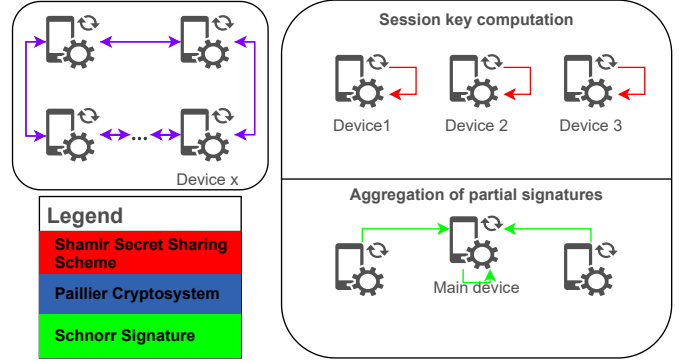 Session key computation
Device1
Device 2
Device 3
...
Device x
Aggregation of partial signatures
Main device
Legend
Shamir Secret Sharing
Scheme
Paillier Cryptosystem
Schnorr Signature